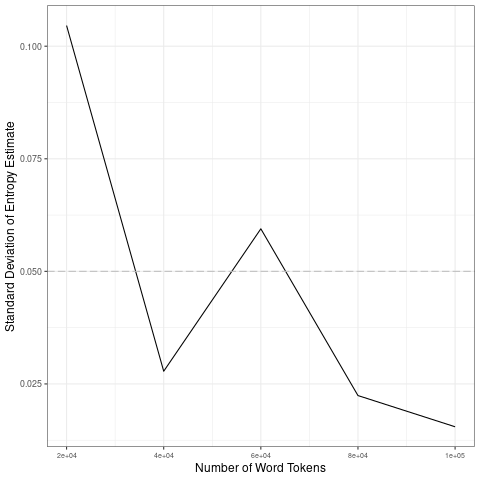 Standard Deviation of Entropy Estimate
0.100
0.075
0.050
0.025
2e+04 4e+04 6e+04 8e+04 1e+05
Number of Word Tokens